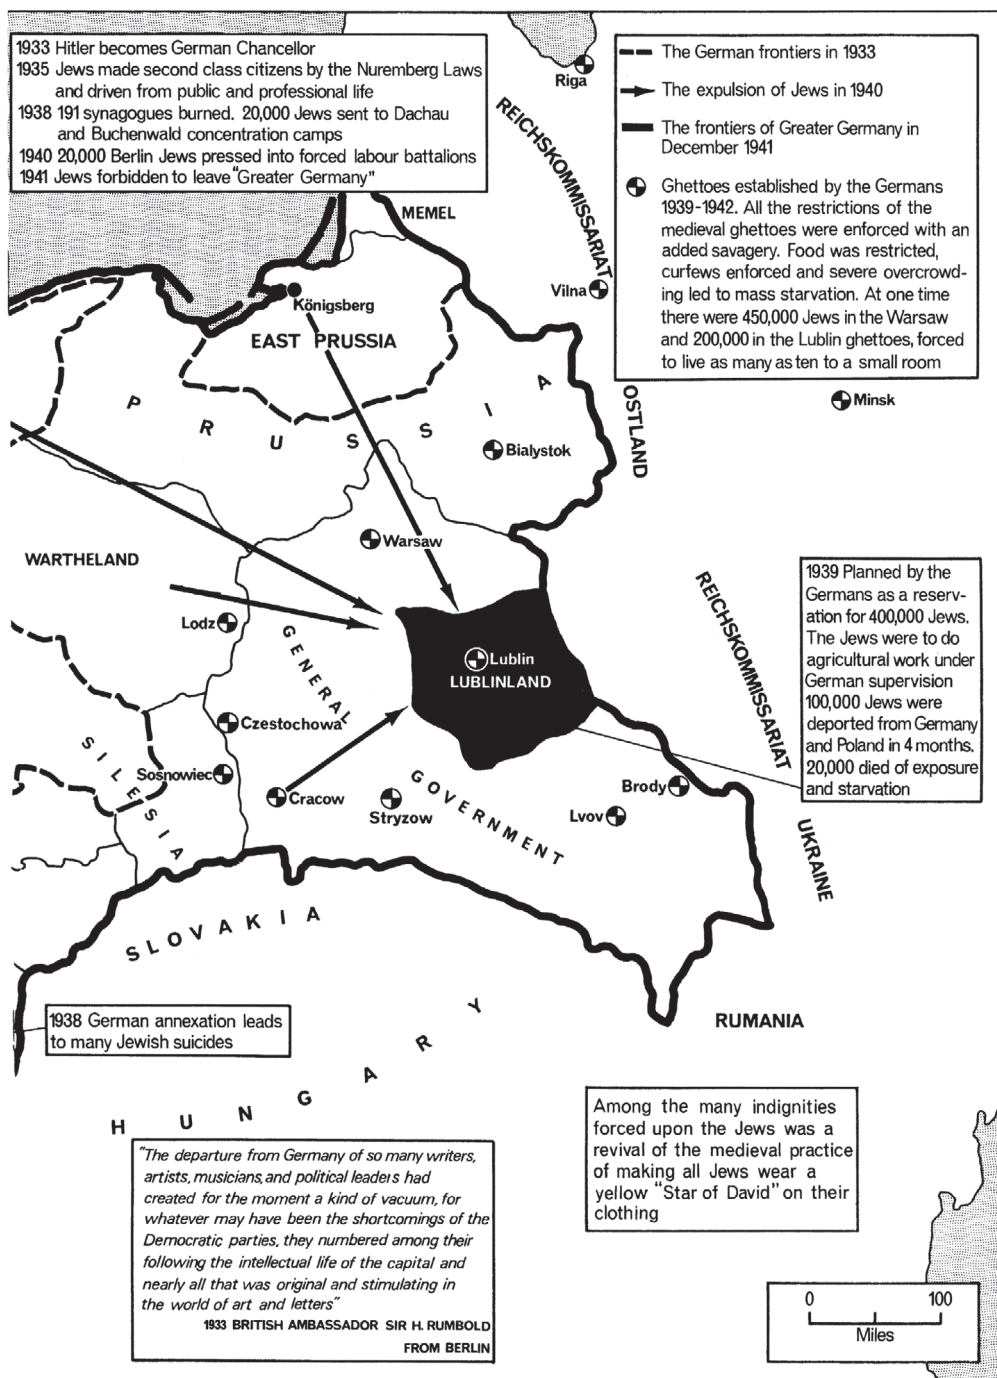 1933 Hitler becomes German Chancellor
1935 Jews made second class citizens by the Nuremberg Laws
and driven from public and professional life
1938 191 synagogues burned. 20,000 Jews sent to Dachau
and Buchenwald concentration camps
1940 20,000 Berlin Jews pressed into forced labour battalions
1941 Jews forbidden to leave "Greater Germany"
The German frontiers in 1933
The expulsion of Jews in 1940
The frontiers of Greater Germany in
December 1941
Ghettoes established by the Germans
1939-1942. All the restrictions of the
medieval ghettoes were enforced with an
added savagery. Food was restricted,
curfews enforced and severe overcrowd-
ing led to mass starvation. At one time
there were 450,000 Jews in the Warsaw
and 200,000 in the Lublin ghettoes, forced
to live as many as ten to a small room
Riga
REICHSKOMMISSARIAT
OSTLAND
MEMEL
Vilna
Königsberg
EAST PRUSSIA
PRUSSIA
Minsk
Bialystok
Warsaw
WARTHELAND
Lodz
GENERAL
GOVERNMENT
Lublin
LUBLINLAND
REICHSKOMMISSARIAT
UKRAINE
1939 Planned by the
Germans as a reserv-
ation for 400,000 Jews.
The Jews were to do
agricultural work under
German supervision
100,000 Jews were
deported from Germany
and Poland in 4 months.
20,000 died of exposure
and starvation
Czestochowa
SILESIA
Sosnowiec
Cracow
Stryzow
Brody
Lvov
SLOVAKIA
HUNGARY
RUMANIA
1938 German annexation leads
to many Jewish suicides
Among the many indignities
forced upon the Jews was a
revival of the medieval practice
of making all Jews wear a
yellow "Star of David" on their
clothing
"The departure from Germany of so many writers,
artists, musicians, and political leaders had
created for the moment a kind of vacuum, for
whatever may have been the shortcomings of the
Democratic parties, they numbered among their
following the intellectual life of the capital and
nearly all that was original and stimulating in
the world of art and letters"
1933 BRITISH AMBASSADOR SIR H. RUMBOLD
FROM BERLIN
0 100
Miles